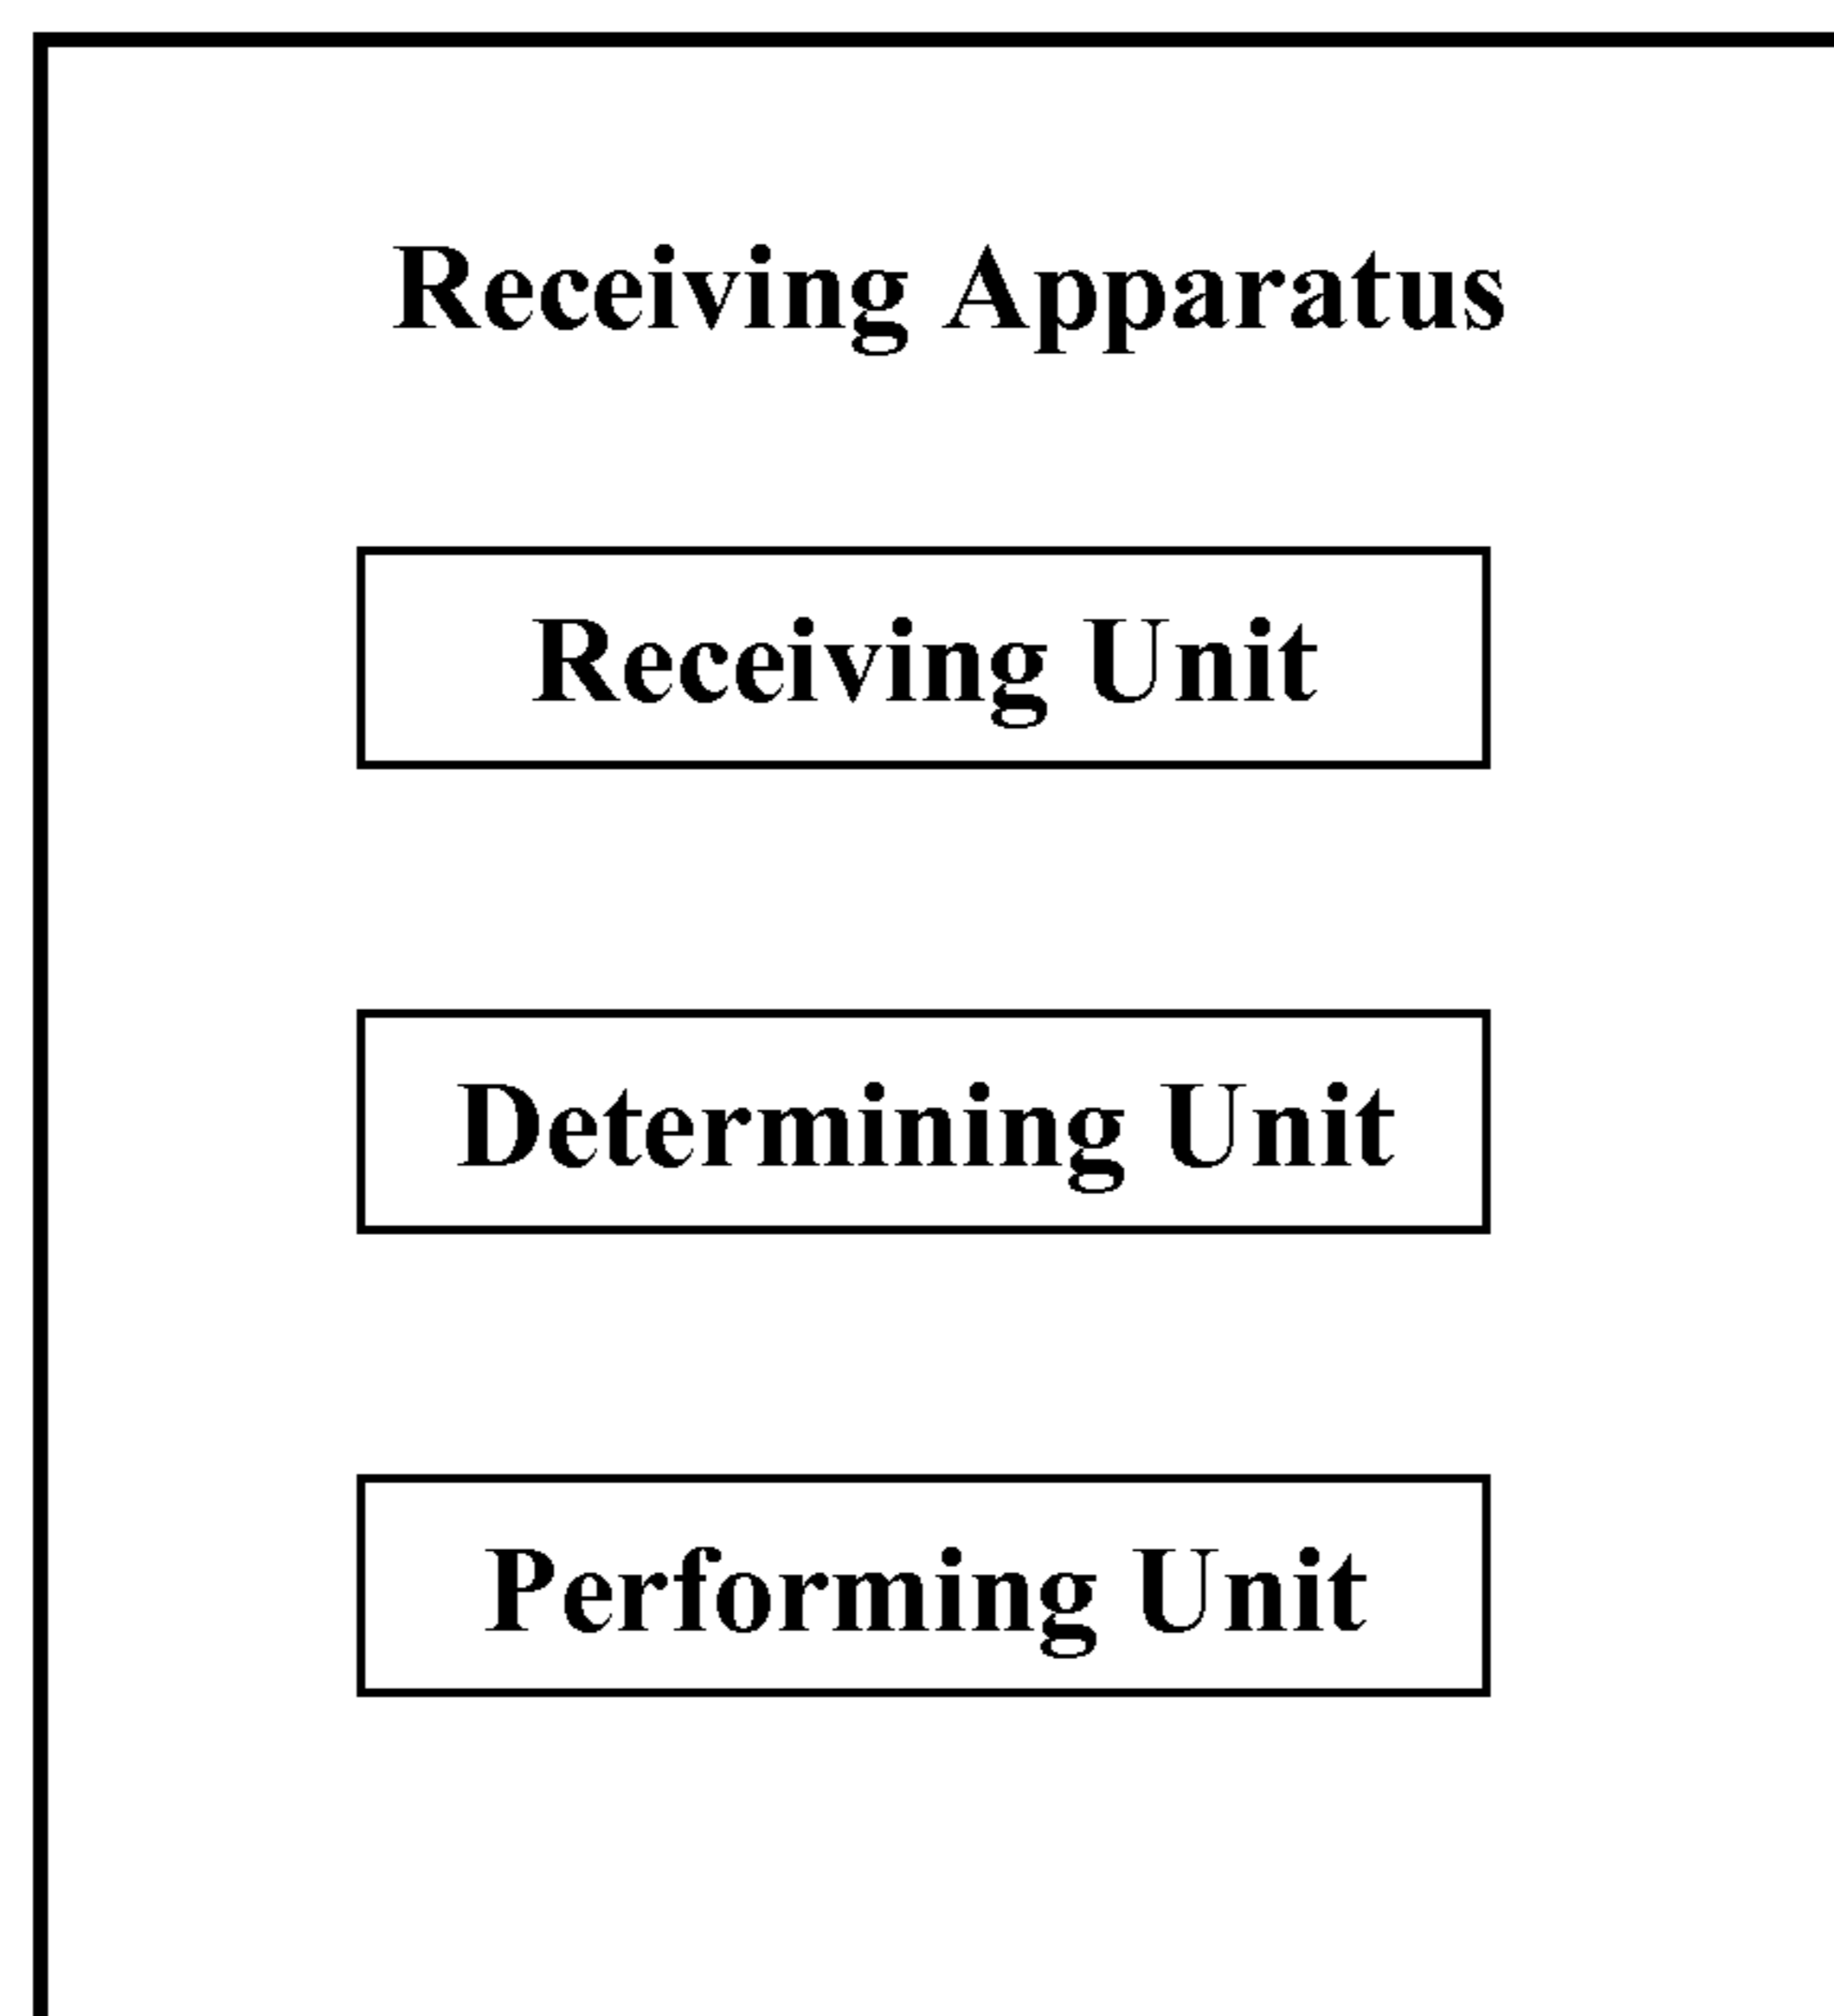 Receiving Apparatus
Receiving Unit
Determining Unit
Performing Unit